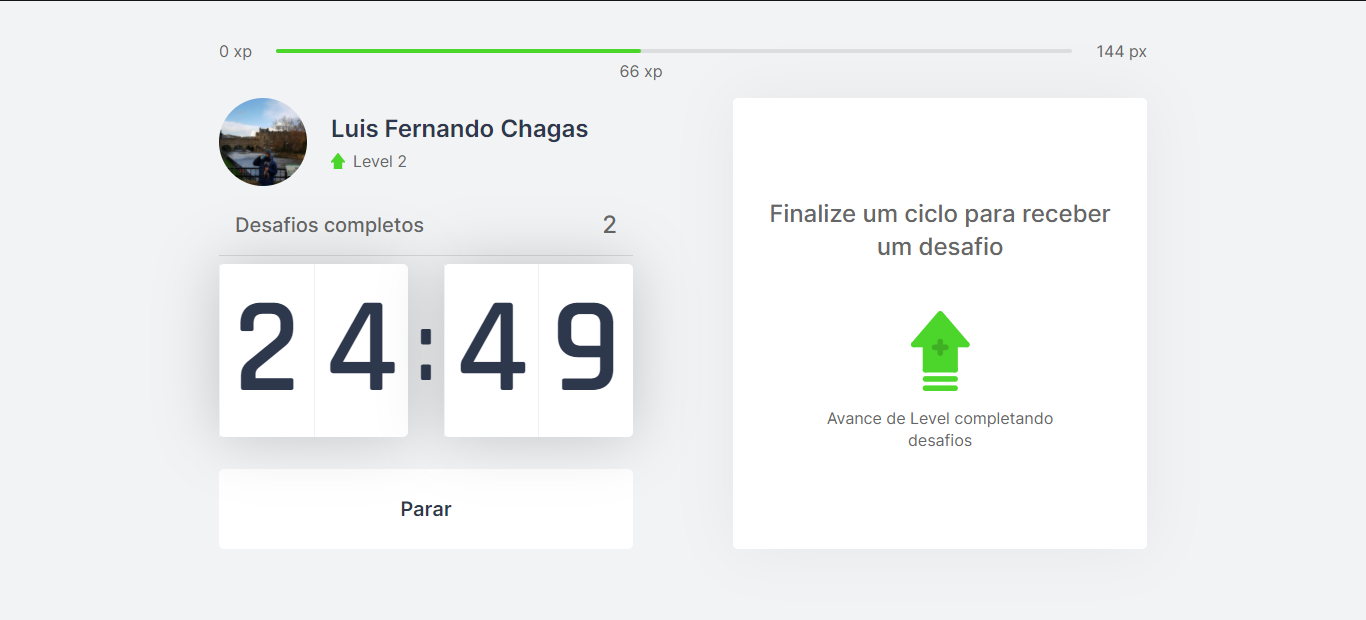 0 xp
144 px
66 xp
Luis Fernando Chagas
Level 2
Desafios completos 2
24:49
Parar
Finalize um ciclo para receber
um desafio
Avance de Level completando
desafios